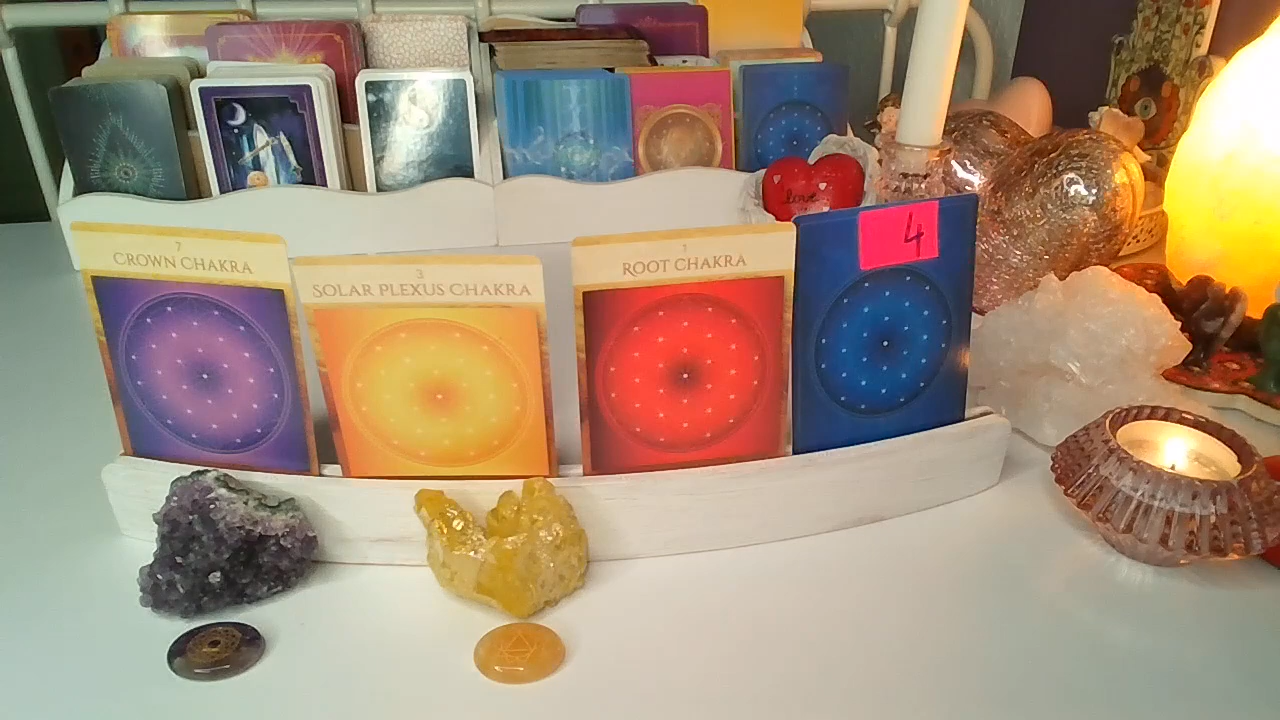 7
CROWN CHAKRA
3
SOLAR PLEXUS CHAKRA
1
ROOT CHAKRA
4
love